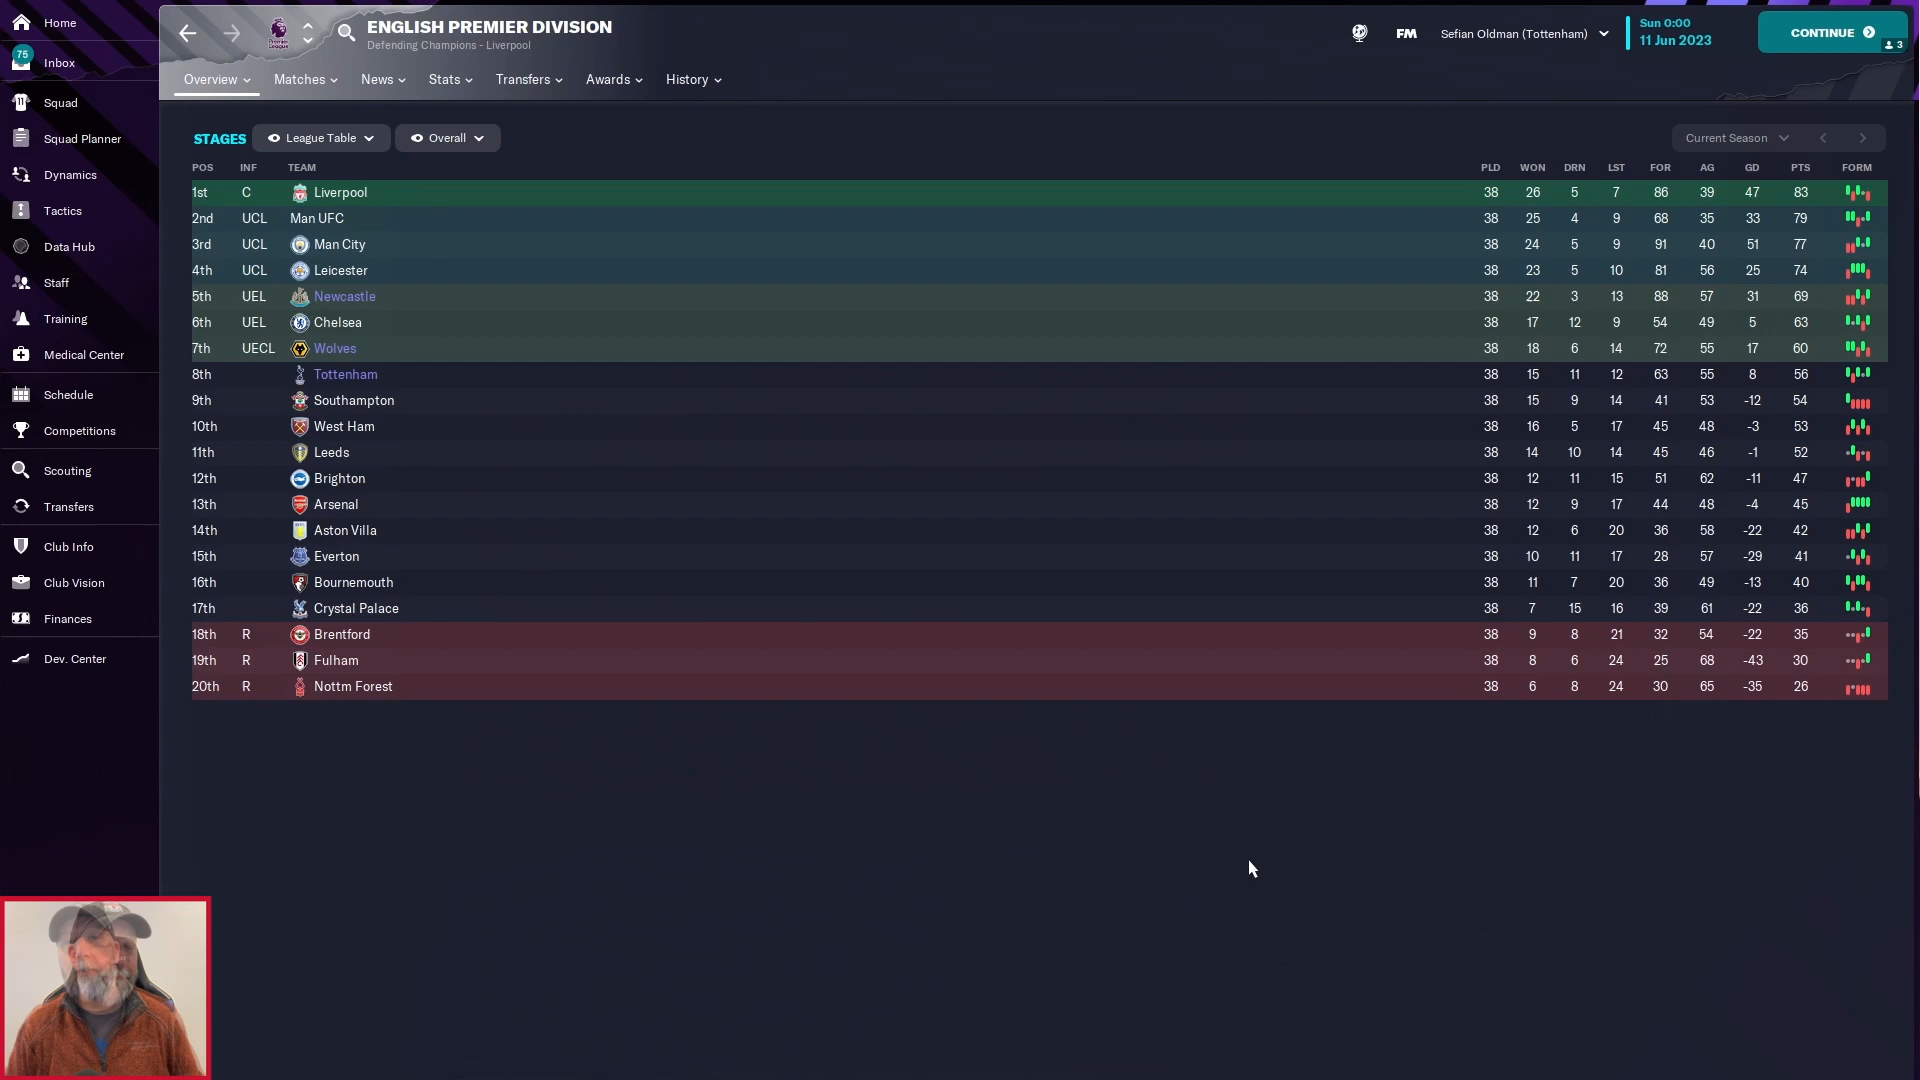 Home
75
Inbox
Squad
Squad Planner
Dynamics
Tactics
Data Hub
Staff
Training
Medical Center
Schedule
Competitions
Scouting
Transfers
Club Info
Club Vision
Finances
Dev. Center
ENGLISH PREMIER DIVISION
Defending Champions - Liverpool
FM
Sefian Oldman (Tottenham)
Sun 0:00
11 Jun 2023
CONTINUE
3
Overview Matches News Stats Transfers Awards History
STAGES League Table Overall Current Season
POS INF TEAM PLD WON DRN LST FOR AG GD PTS FORM
1st C Liverpool 38 26 5 7 86 39 47 83
2nd UCL Man UFC 38 25 4 9 68 35 33 79
3rd UCL Man City 38 24 5 9 91 40 51 77
4th UCL Leicester 38 23 5 10 81 56 25 74
5th UEL Newcastle 38 22 3 13 88 57 31 69
6th UEL Chelsea 38 17 12 9 54 49 5 63
7th UECL Wolves 38 18 6 14 72 55 17 60
8th Tottenham 38 15 11 12 63 55 8 56
9th Southampton 38 15 9 14 41 53 -12 54
10th West Ham 38 16 5 17 45 48 -3 53
11th Leeds 38 14 10 14 45 46 -1 52
12th Brighton 38 12 11 15 51 62 -11 47
13th Arsenal 38 12 9 17 44 48 -4 45
14th Aston Villa 38 12 6 20 36 58 -22 42
15th Everton 38 10 11 17 28 57 -29 41
16th Bournemouth 38 11 7 20 36 49 -13 40
17th Crystal Palace 38 7 15 16 39 61 -22 36
18th R Brentford 38 9 8 21 32 54 -22 35
19th R Fulham 38 8 6 24 25 68 -43 30
20th R Nottm Forest 38 6 8 24 30 65 -35 26